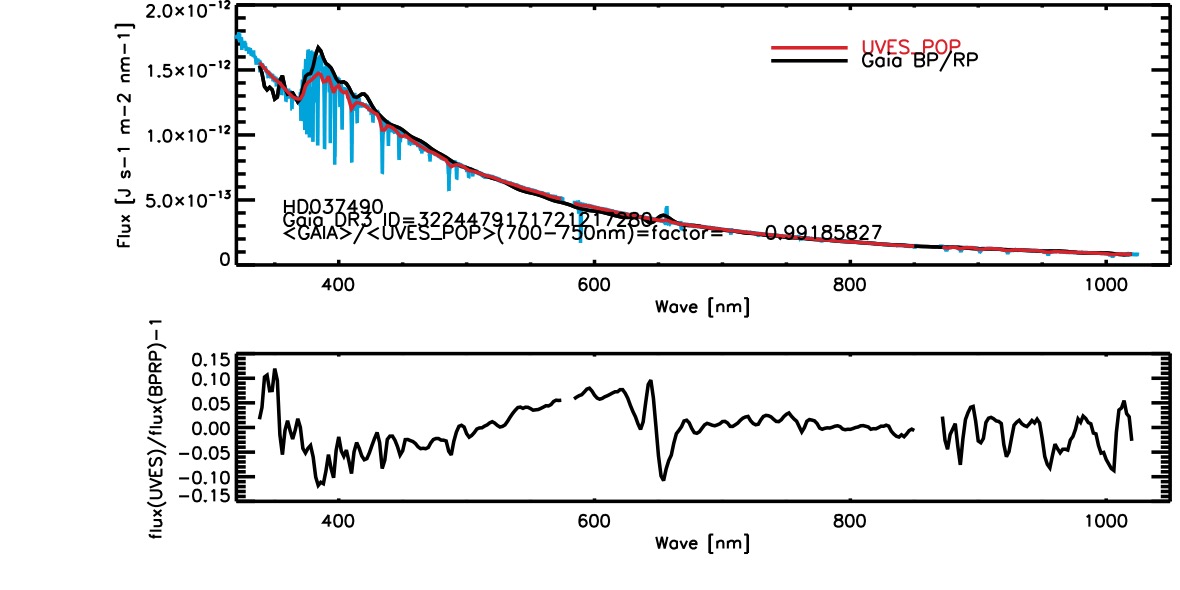 2.0×10−12
1.5×10−12
1.0×10−12
5.0×10−13
0
Flux [J s−1 m−2 nm−1]
UVES_POP
Gaia BP/RP
HD037490
Gaia DR3 ID=3224479171721217280
<GAIA>/<UVES_POP>(700−750nm)=factor= 0.99185827
400 600 800 1000
Wave [nm]
flux(UVES)/flux(BPRP)−1
0.15
0.10
0.05
0.00
−0.05
−0.10
−0.15
400 600 800 1000
Wave [nm]